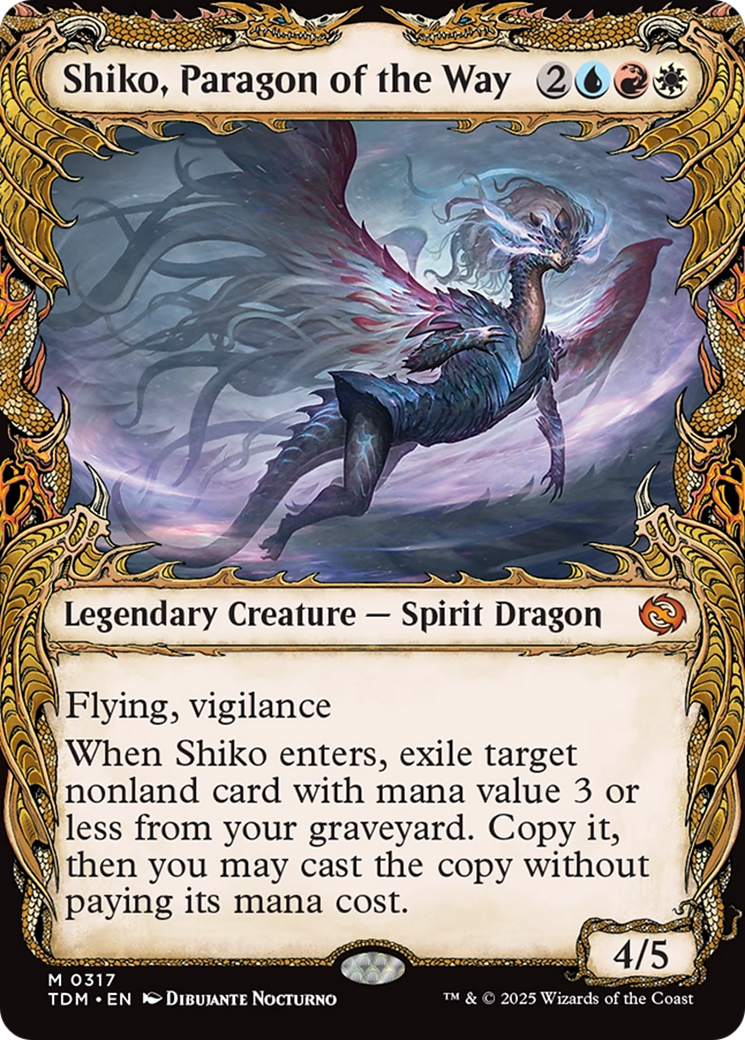 Shiko, Paragon of the Way 2
Legendary Creature — Spirit Dragon
Flying, vigilance
When Shiko enters, exile target
nonland card with mana value 3 or
less from your graveyard. Copy it,
then you may cast the copy without
paying its mana cost.
4/5
M 0317
TDM • EN Dibujante Nocturno
™ & © 2025 Wizards of the Coast